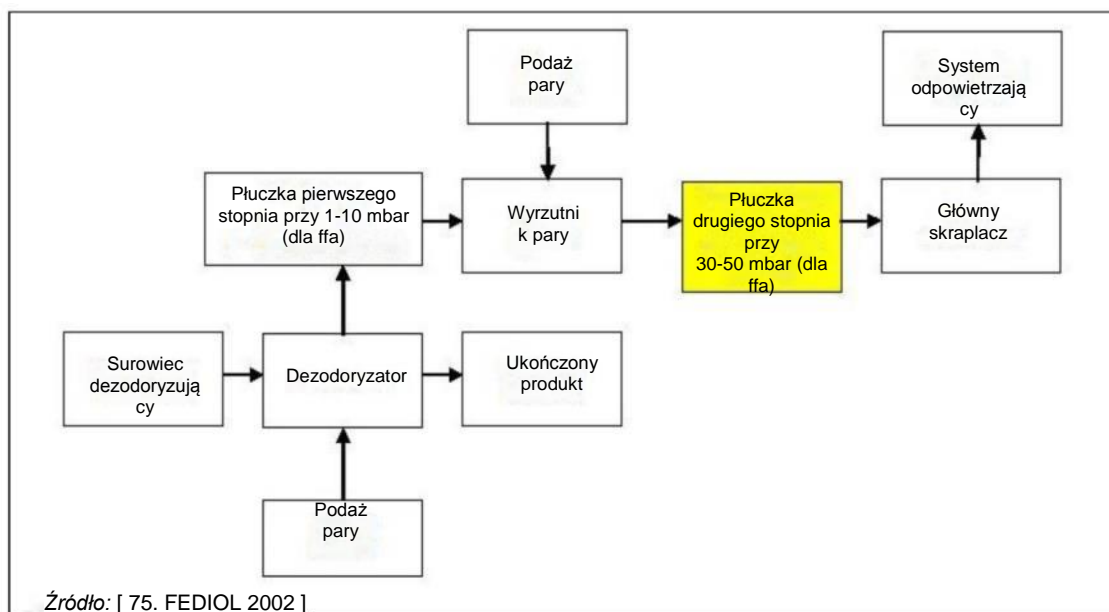 Podaż
pary
System
odpowietrzają
cy
Płuczka pierwszego
stopnia przy 1-10 mbar
(dla ffa)
Wyrzutni
k pary
Płuczka
drugiego stopnia
przy
30-50 mbar (dla
ffa)
Główny
skraplacz
Surowiec
dezodoryzują
cy
Dezodoryzator
Ukończony
produkt
Podaż
pary
Źródło: [ 75. FEDIOL 2002 ]